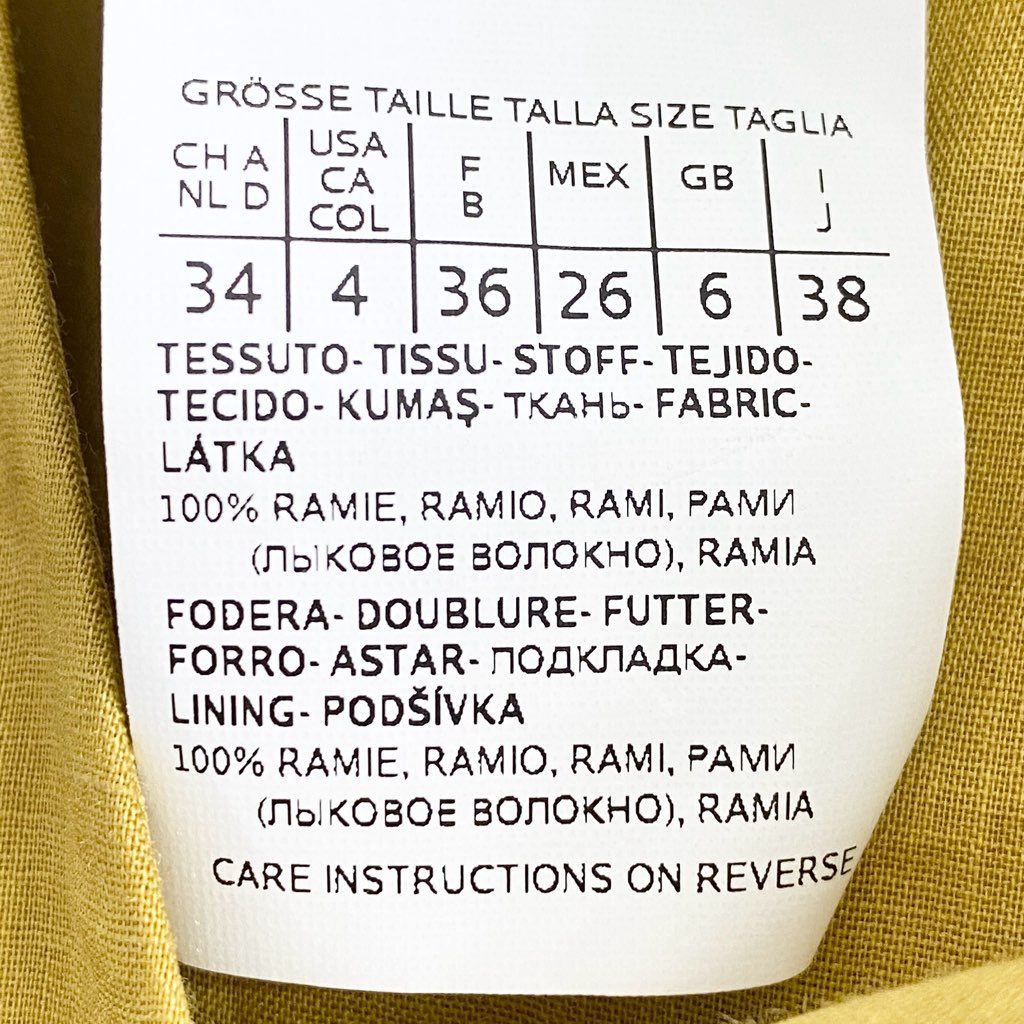 GRÖSSE TAILLE TALLA SIZE TAGLIA
CH A NL D USA CA COL F B MEX GB I J
34 4 36 26 6 38
TESSUTO- TISSU- STOFF- TEJIDO-
TECIDO- KUMAŞ- ТКАНЬ- FABRIC-
LÁTKA
100% RAMIE, RAMIO, RAMI, РАМИ
(ЛЫКОВОЕ ВОЛОКНО), RAMIA
FODERA- DOUBLURE- FUTTER-
FORRO- ASTAR- ПОДКЛАДКА-
LINING- PODŠÍVKA
100% RAMIE, RAMIO, RAMI, РАМИ
(ЛЫКОВОЕ ВОЛОКНО), RAMIA
CARE INSTRUCTIONS ON REVERSE